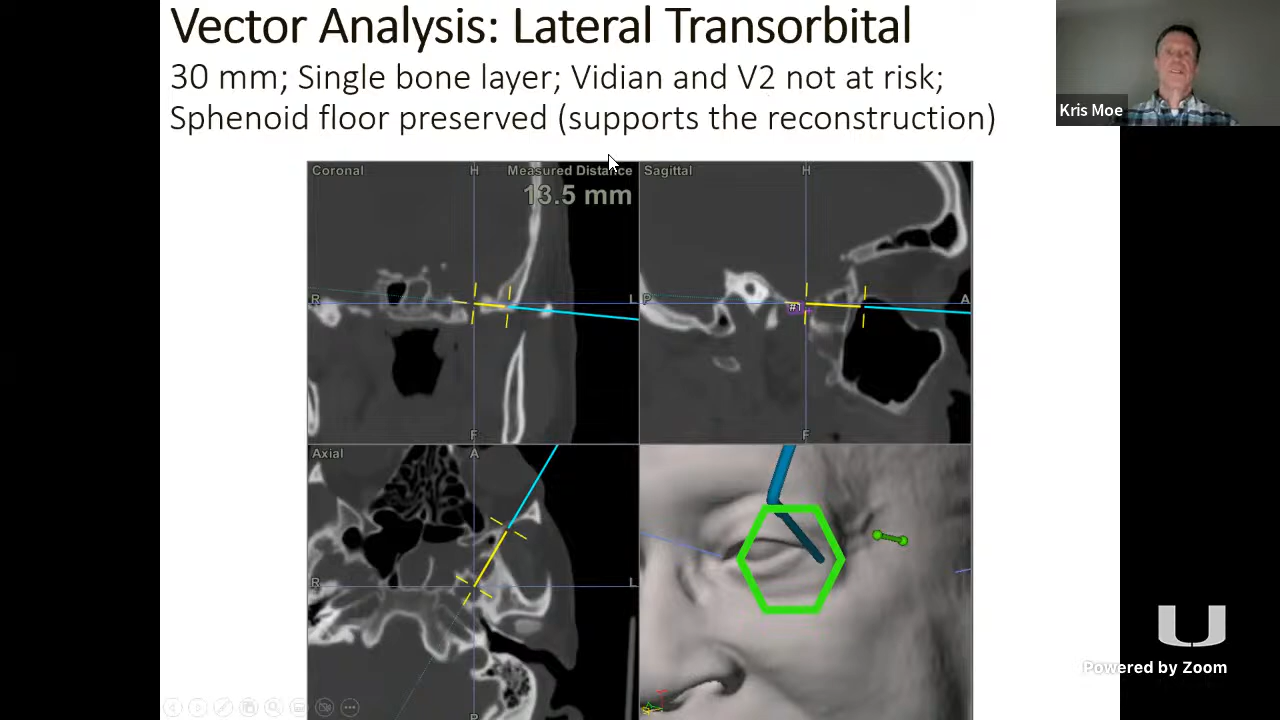 Vector Analysis: Lateral Transorbital
30 mm; Single bone layer; Vidian and V2 not at risk;
Sphenoid floor preserved (supports the reconstruction)
Kris Moe
Coronal
H
Measured Distance
13.5 mm
R
L
F
Sagittal
H
P
#1
A
F
Axial
A
R
L
P
U
Powered by Zoom